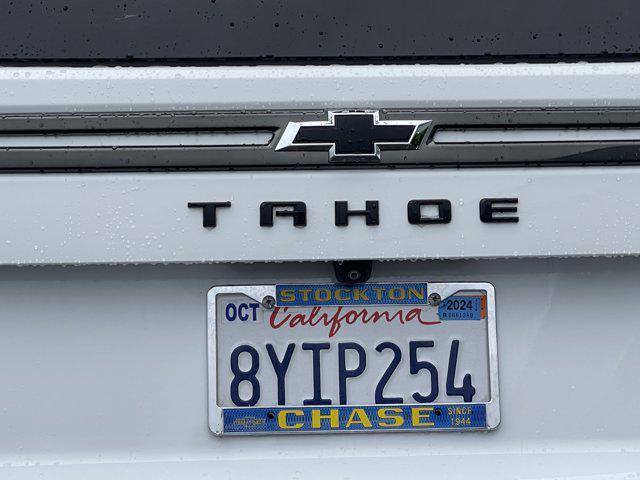 TAHOE
STOCKTON
OCT California 2024
8YIP254
CHASE SINCE
1944